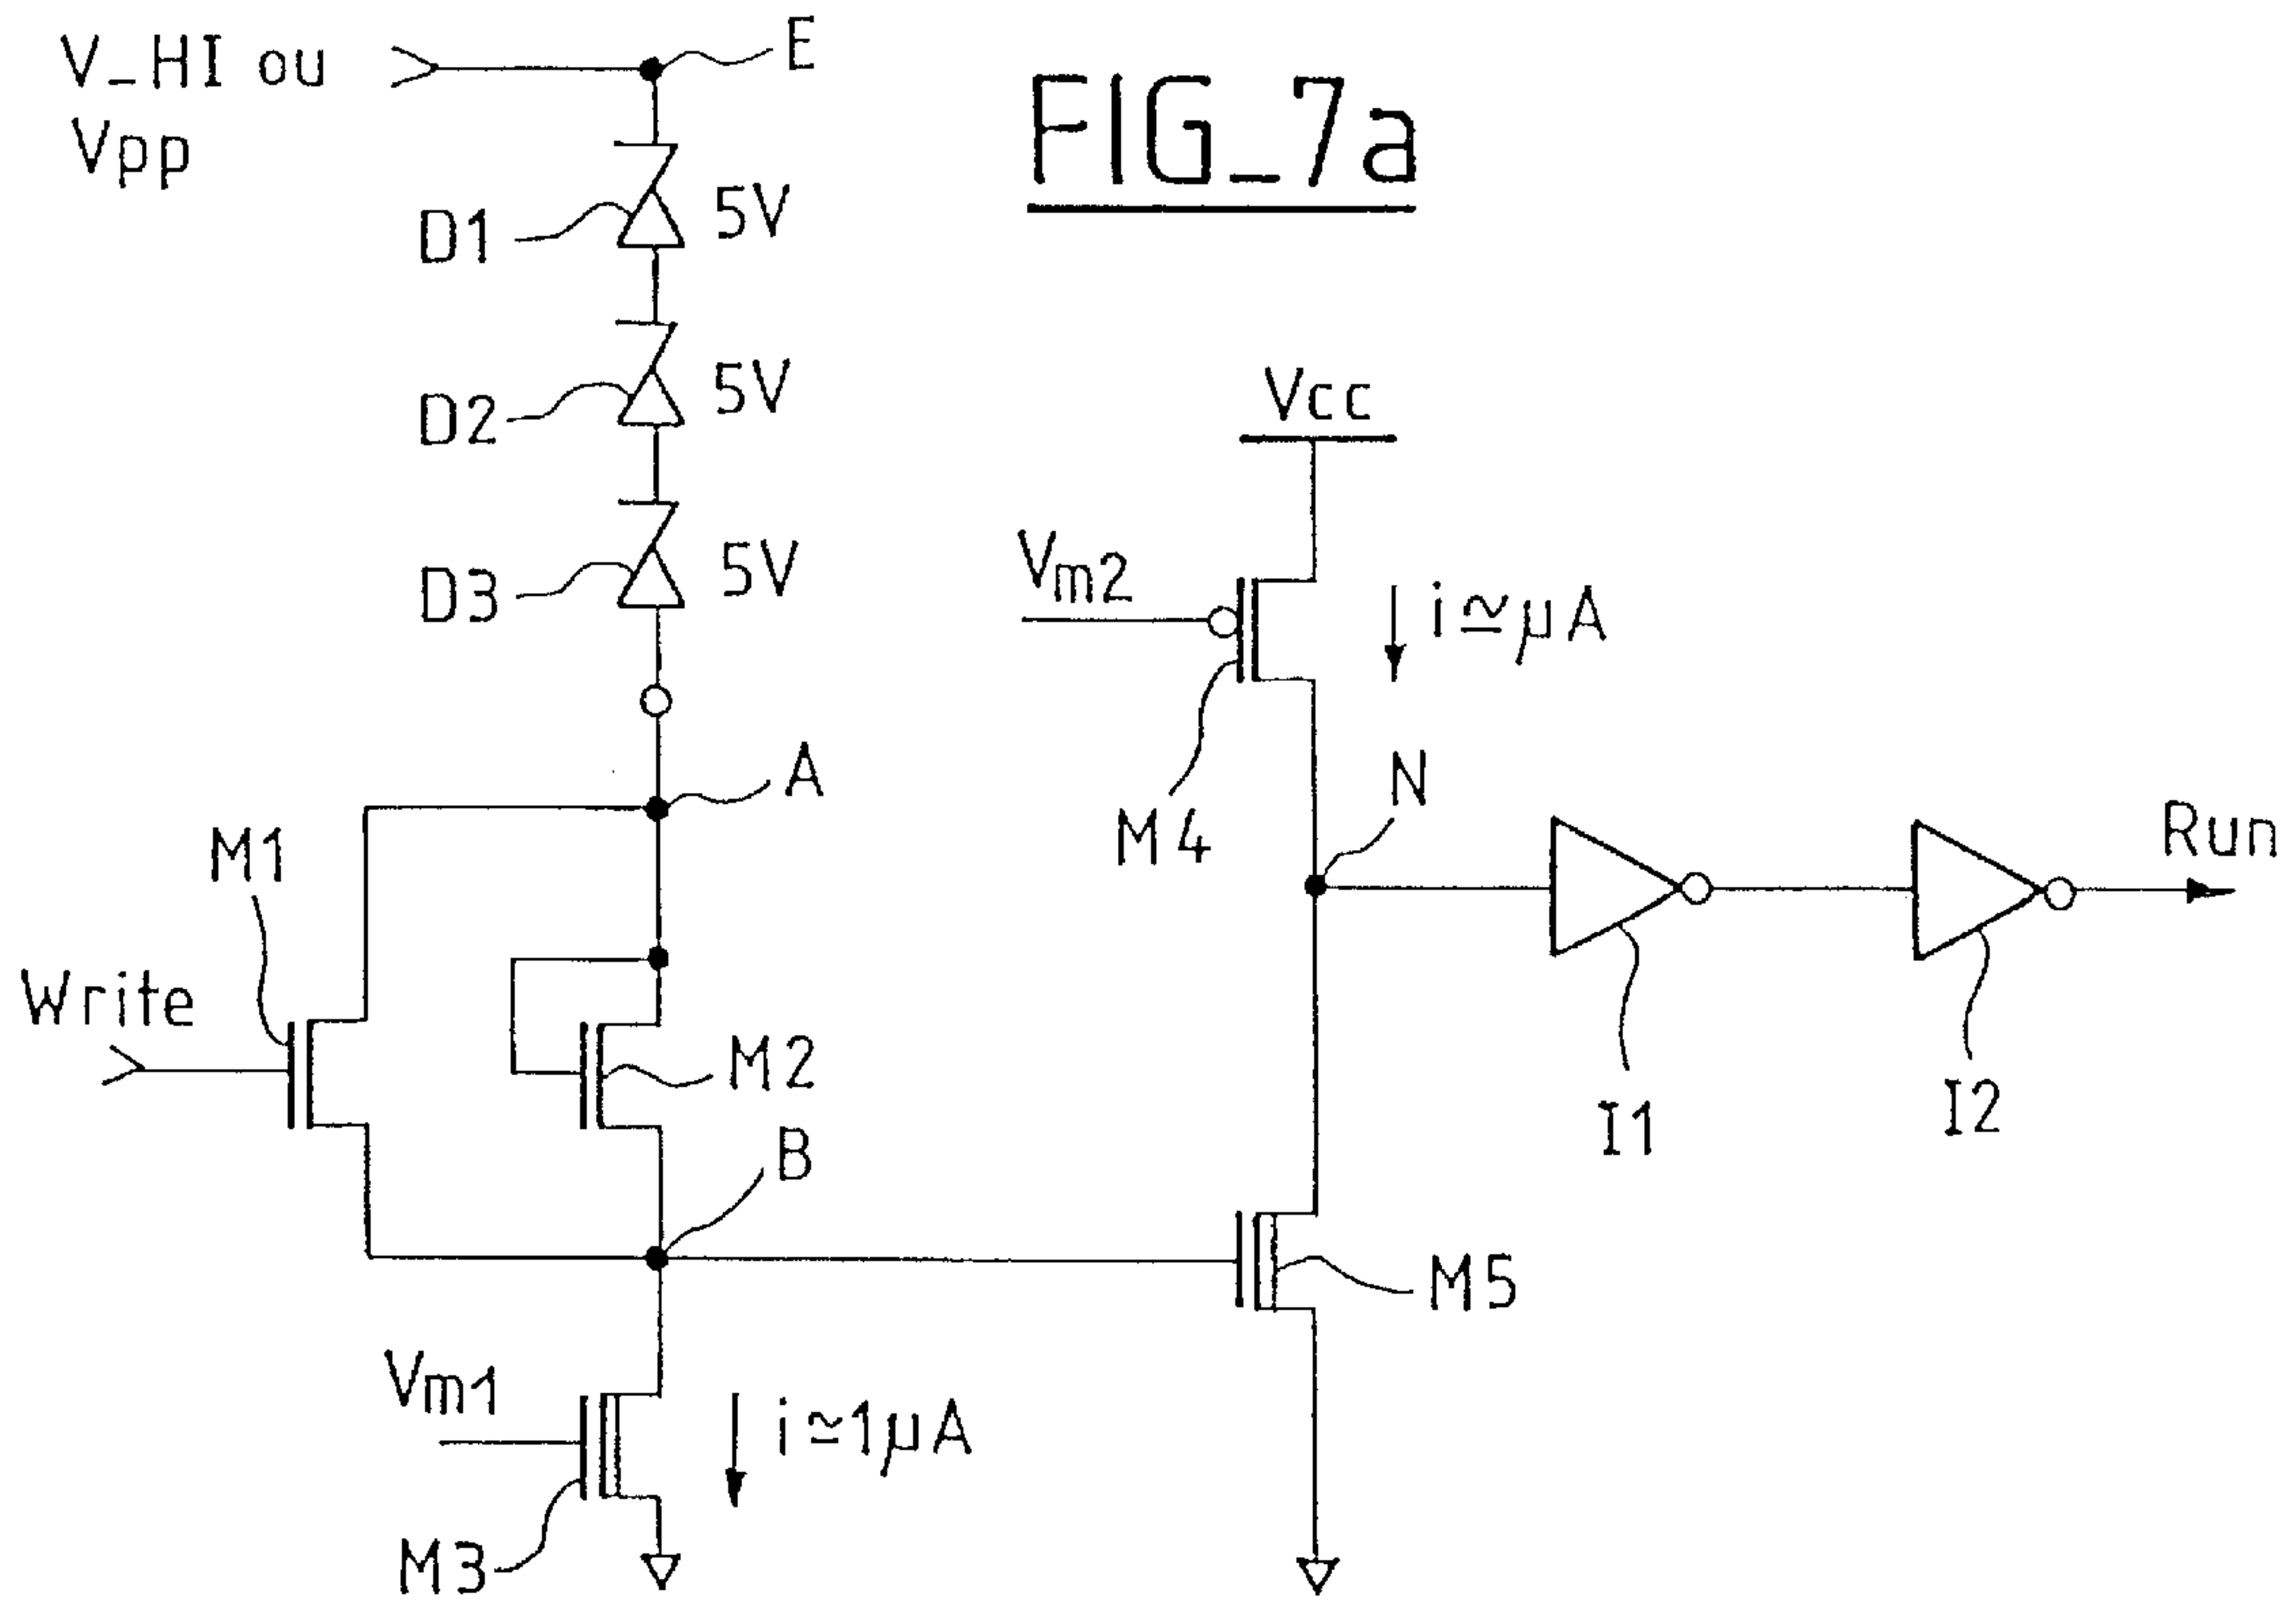 V_HI ou
Vpp
E
FIG_7a
D1
5V
D2
5V
D3
5V
Vcc
Vm2
i≃µA
A
N
M4
M1
Run
Write
M2
B
I1
I2
M5
Vm1
i≃1µA
M3